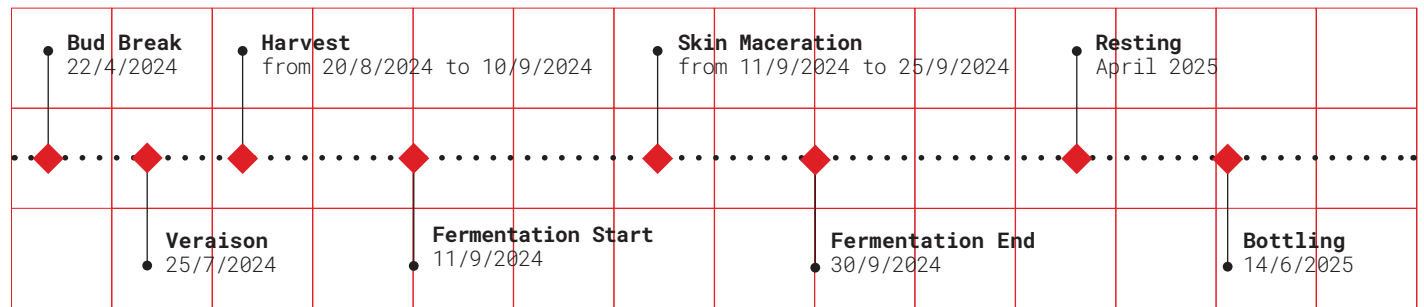 Bud Break
22/4/2024
Harvest
from 20/8/2024 to 10/9/2024
Skin Maceration
from 11/9/2024 to 25/9/2024
Resting
April 2025
Veraison
25/7/2024
Fermentation Start
11/9/2024
Fermentation End
30/9/2024
Bottling
14/6/2025